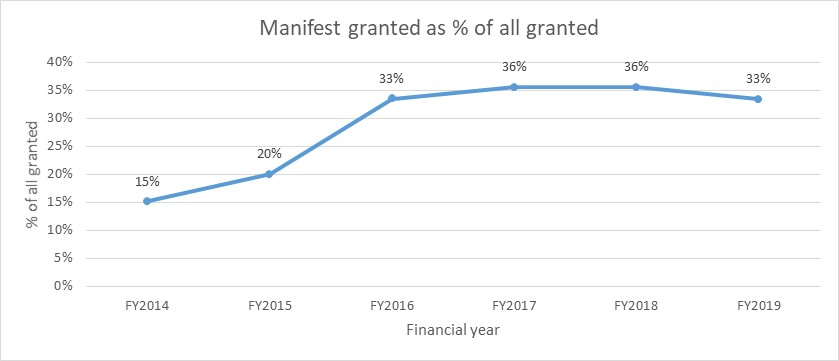 Manifest granted as % of all granted
% of all granted
40%
35%
30%
25%
20%
15%
10%
5%
0%
15%
20%
33%
36%
36%
33%
FY2014
FY2015
FY2016
FY2017
FY2018
FY2019
Financial year